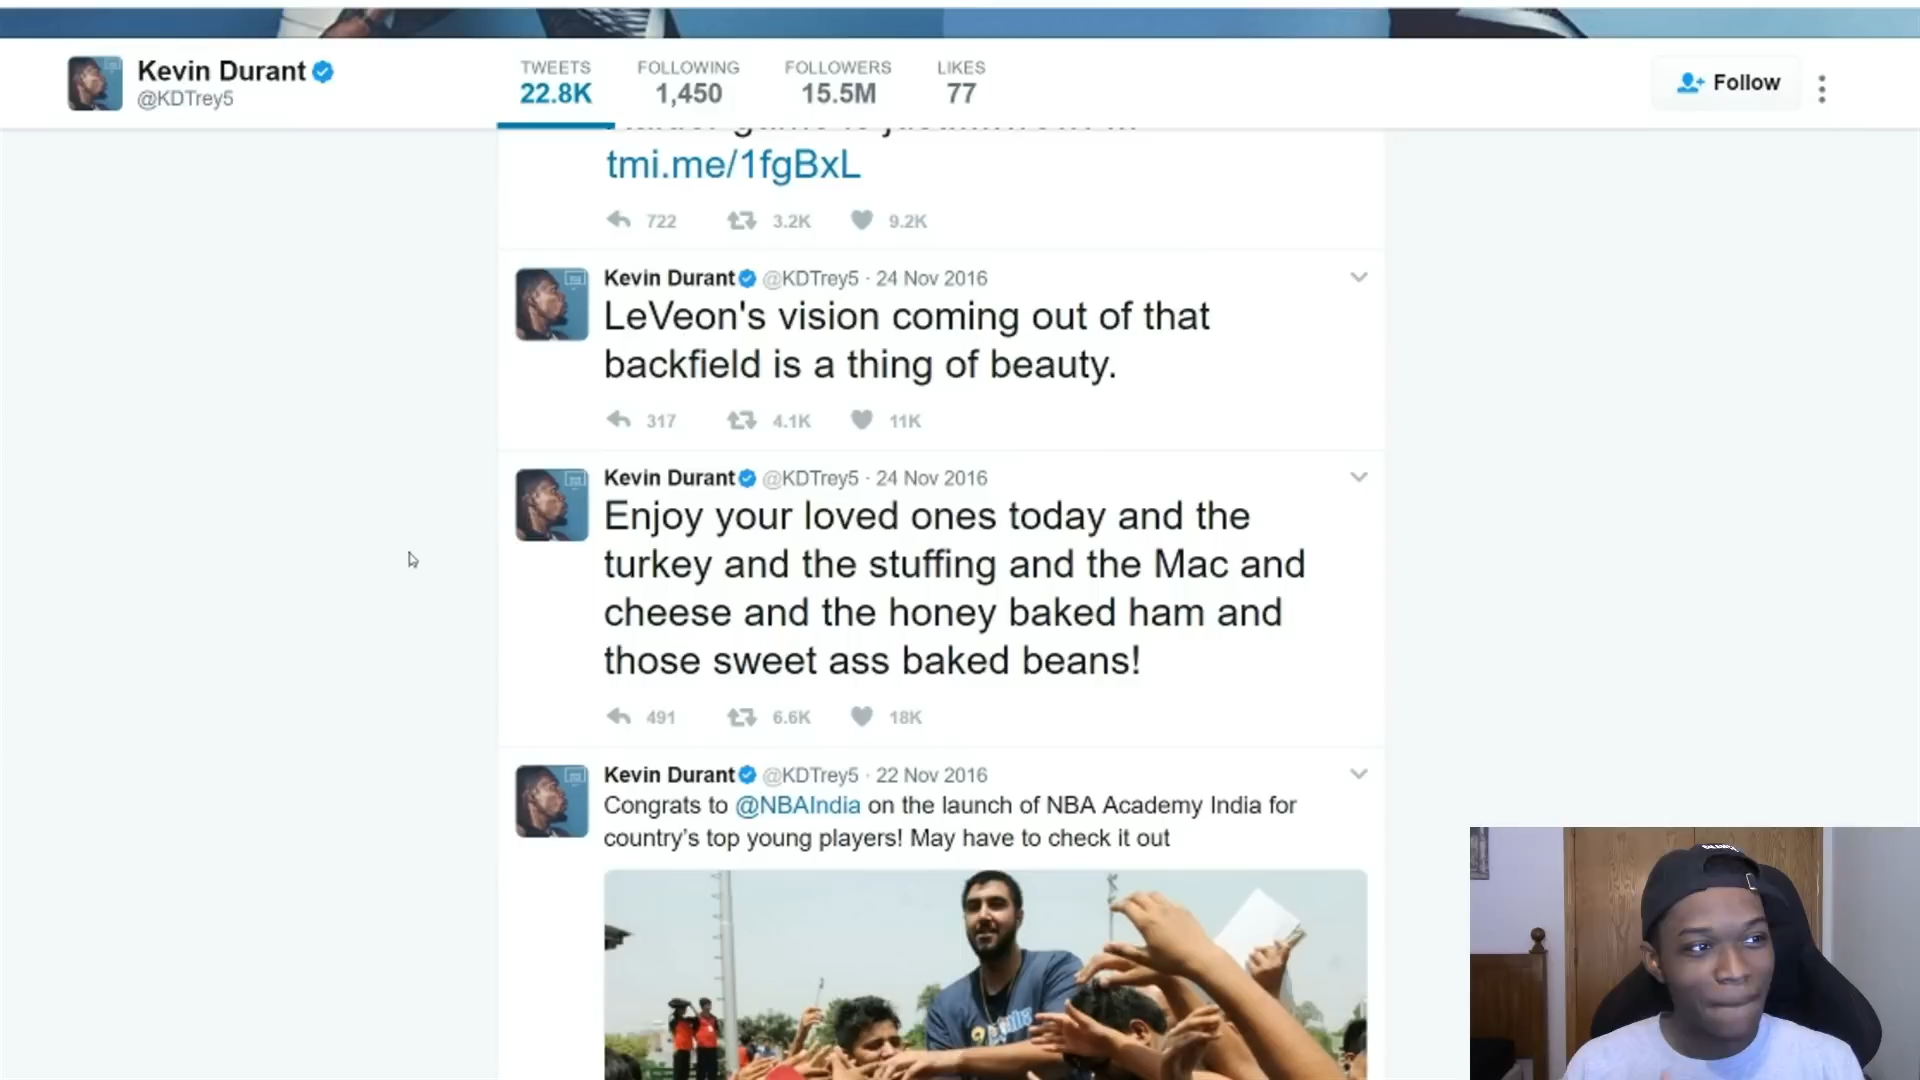 Kevin Durant
@KDTrey5
TWEETS
22.8K
FOLLOWING
1,450
FOLLOWERS
15.5M
LIKES
77
Follow
tmi.me/1fgBxL
722 3.2K 9.2K
Kevin Durant @KDTrey5 · 24 Nov 2016
LeVeon's vision coming out of that
backfield is a thing of beauty.
317 4.1K 11K
Kevin Durant @KDTrey5 · 24 Nov 2016
Enjoy your loved ones today and the
turkey and the stuffing and the Mac and
cheese and the honey baked ham and
those sweet ass baked beans!
491 6.6K 18K
Kevin Durant @KDTrey5 · 22 Nov 2016
Congrats to @NBAIndia on the launch of NBA Academy India for
country's top young players! May have to check it out